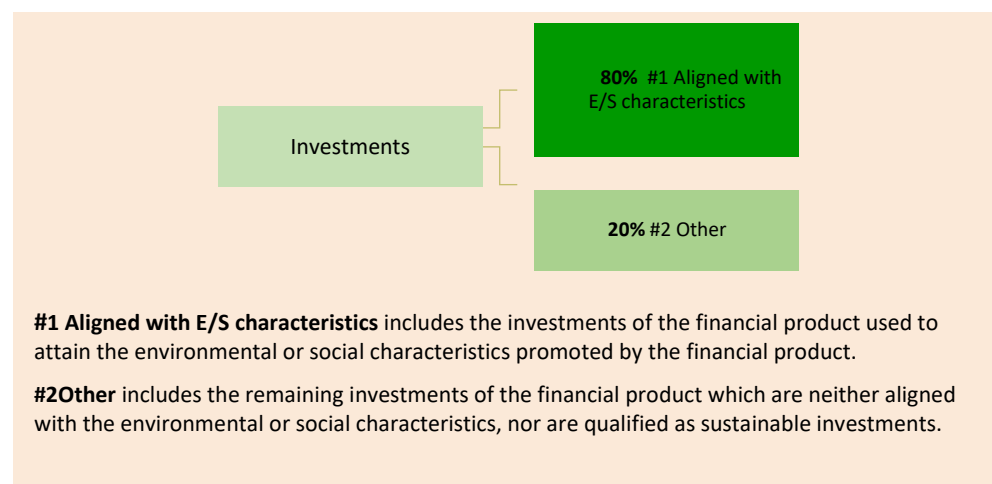 80% #1 Aligned with
E/S characteristics
Investments
20% #2 Other
#1 Aligned with E/S characteristics includes the investments of the financial product used to
attain the environmental or social characteristics promoted by the financial product.
#2Other includes the remaining investments of the financial product which are neither aligned
with the environmental or social characteristics, nor are qualified as sustainable investments.